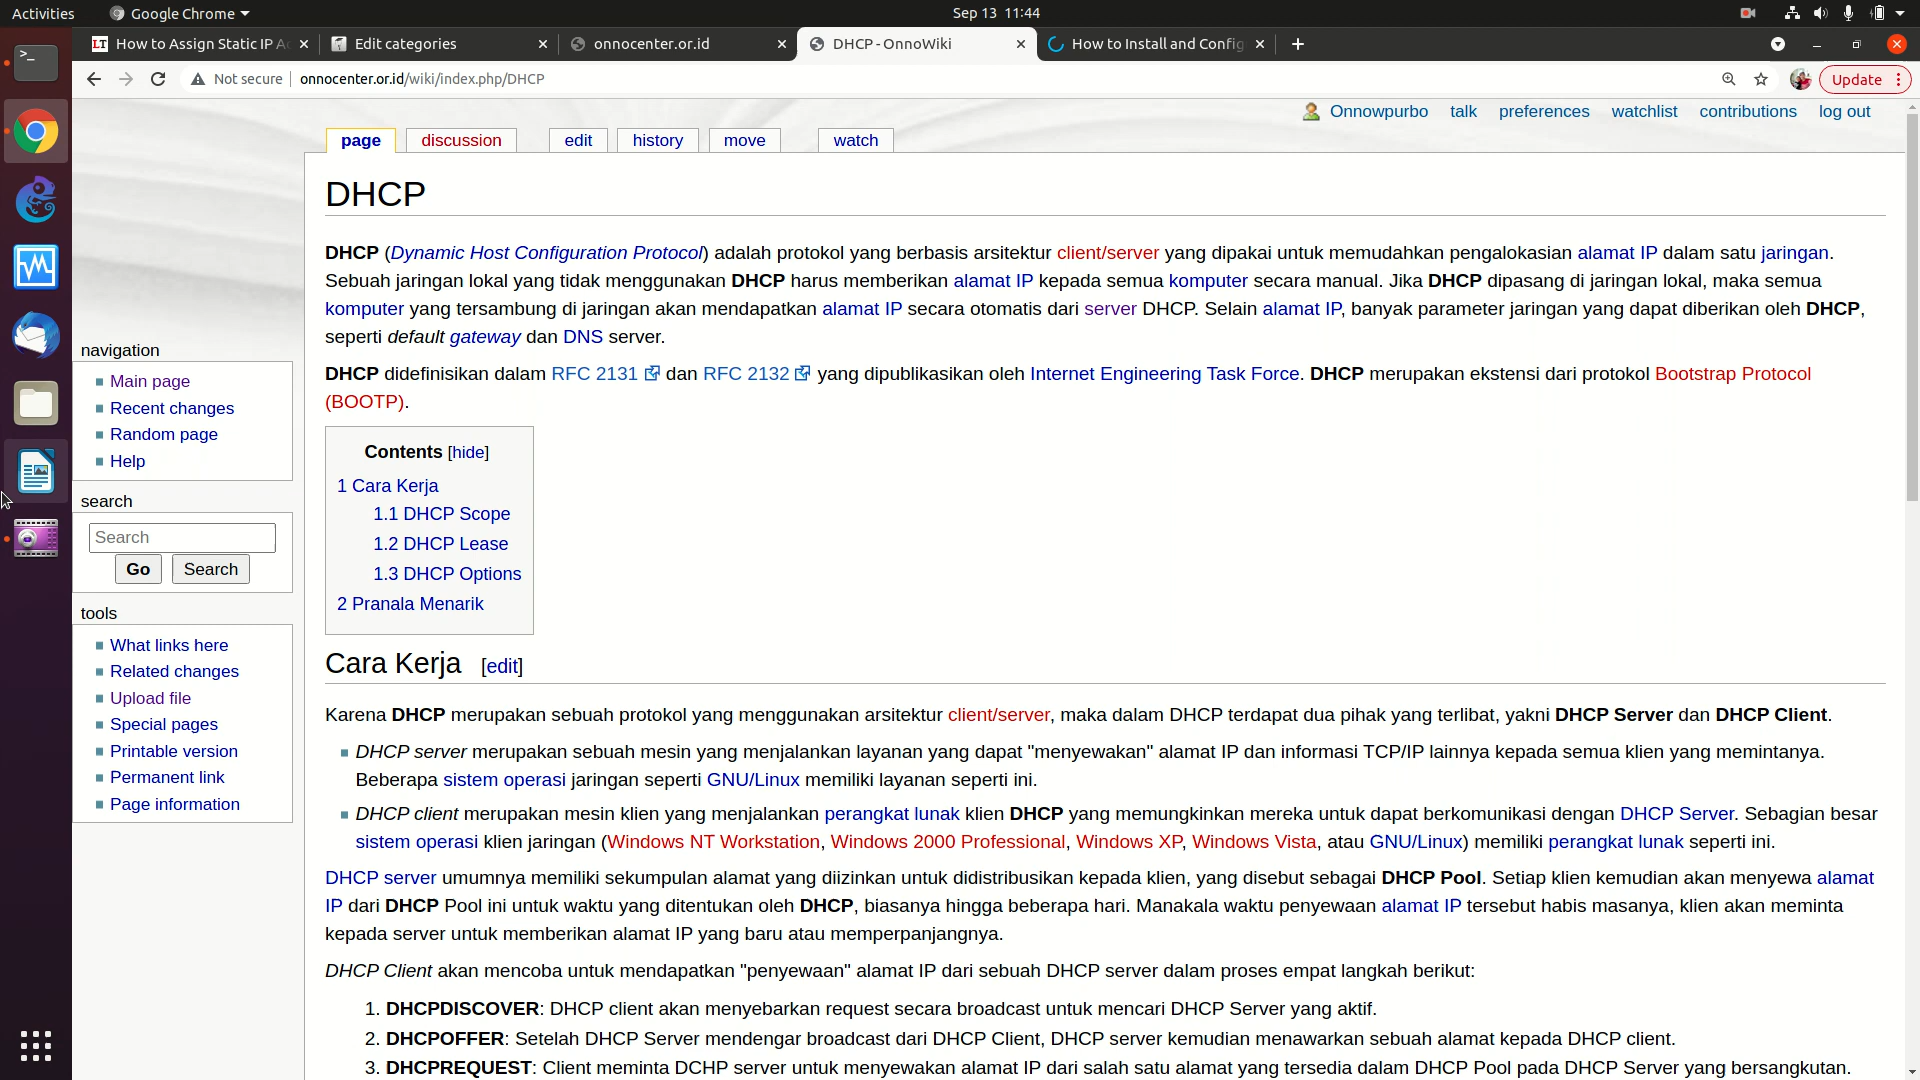 Activities Google Chrome Sep 13 11:44
How to Assign Static IP A Edit categories onnocenter.or.id DHCP - OnnoWiki How to Install and Config
Not secure onnocenter.or.id/wiki/index.php/DHCP Update
Onnowpurbo talk preferences watchlist contributions log out
page discussion edit history move watch
DHCP
DHCP (Dynamic Host Configuration Protocol) adalah protokol yang berbasis arsitektur client/server yang dipakai untuk memudahkan pengalokasian alamat IP dalam satu jaringan.
Sebuah jaringan lokal yang tidak menggunakan DHCP harus memberikan alamat IP kepada semua komputer secara manual. Jika DHCP dipasang di jaringan lokal, maka semua
komputer yang tersambung di jaringan akan mendapatkan alamat IP secara otomatis dari server DHCP. Selain alamat IP, banyak parameter jaringan yang dapat diberikan oleh DHCP,
seperti default gateway dan DNS server.
DHCP didefinisikan dalam RFC 2131 dan RFC 2132 yang dipublikasikan oleh Internet Engineering Task Force. DHCP merupakan ekstensi dari protokol Bootstrap Protocol
(BOOTP).
Contents [hide]
1 Cara Kerja
1.1 DHCP Scope
1.2 DHCP Lease
1.3 DHCP Options
2 Pranala Menarik
navigation
Main page
Recent changes
Random page
Help
search
Search
Go Search
tools
What links here
Related changes
Upload file
Special pages
Printable version
Permanent link
Page information
Cara Kerja [edit]
Karena DHCP merupakan sebuah protokol yang menggunakan arsitektur client/server, maka dalam DHCP terdapat dua pihak yang terlibat, yakni DHCP Server dan DHCP Client.
DHCP server merupakan sebuah mesin yang menjalankan layanan yang dapat "menyewakan" alamat IP dan informasi TCP/IP lainnya kepada semua klien yang memintanya.
Beberapa sistem operasi jaringan seperti GNU/Linux memiliki layanan seperti ini.
DHCP client merupakan mesin klien yang menjalankan perangkat lunak klien DHCP yang memungkinkan mereka untuk dapat berkomunikasi dengan DHCP Server. Sebagian besar
sistem operasi klien jaringan (Windows NT Workstation, Windows 2000 Professional, Windows XP, Windows Vista, atau GNU/Linux) memiliki perangkat lunak seperti ini.
DHCP server umumnya memiliki sekumpulan alamat yang diizinkan untuk didistribusikan kepada klien, yang disebut sebagai DHCP Pool. Setiap klien kemudian akan menyewa alamat
IP dari DHCP Pool ini untuk waktu yang ditentukan oleh DHCP, biasanya hingga beberapa hari. Manakala waktu penyewaan alamat IP tersebut habis masanya, klien akan meminta
kepada server untuk memberikan alamat IP yang baru atau memperpanjangnya.
DHCP Client akan mencoba untuk mendapatkan "penyewaan" alamat IP dari sebuah DHCP server dalam proses empat langkah berikut:
1. DHCPDISCOVER: DHCP client akan menyebarkan request secara broadcast untuk mencari DHCP Server yang aktif.
2. DHCPOFFER: Setelah DHCP Server mendengar broadcast dari DHCP Client, DHCP server kemudian menawarkan sebuah alamat kepada DHCP client.
3. DHCPREQUEST: Client meminta DCHP server untuk menyewakan alamat IP dari salah satu alamat yang tersedia dalam DHCP Pool pada DHCP Server yang bersangkutan.